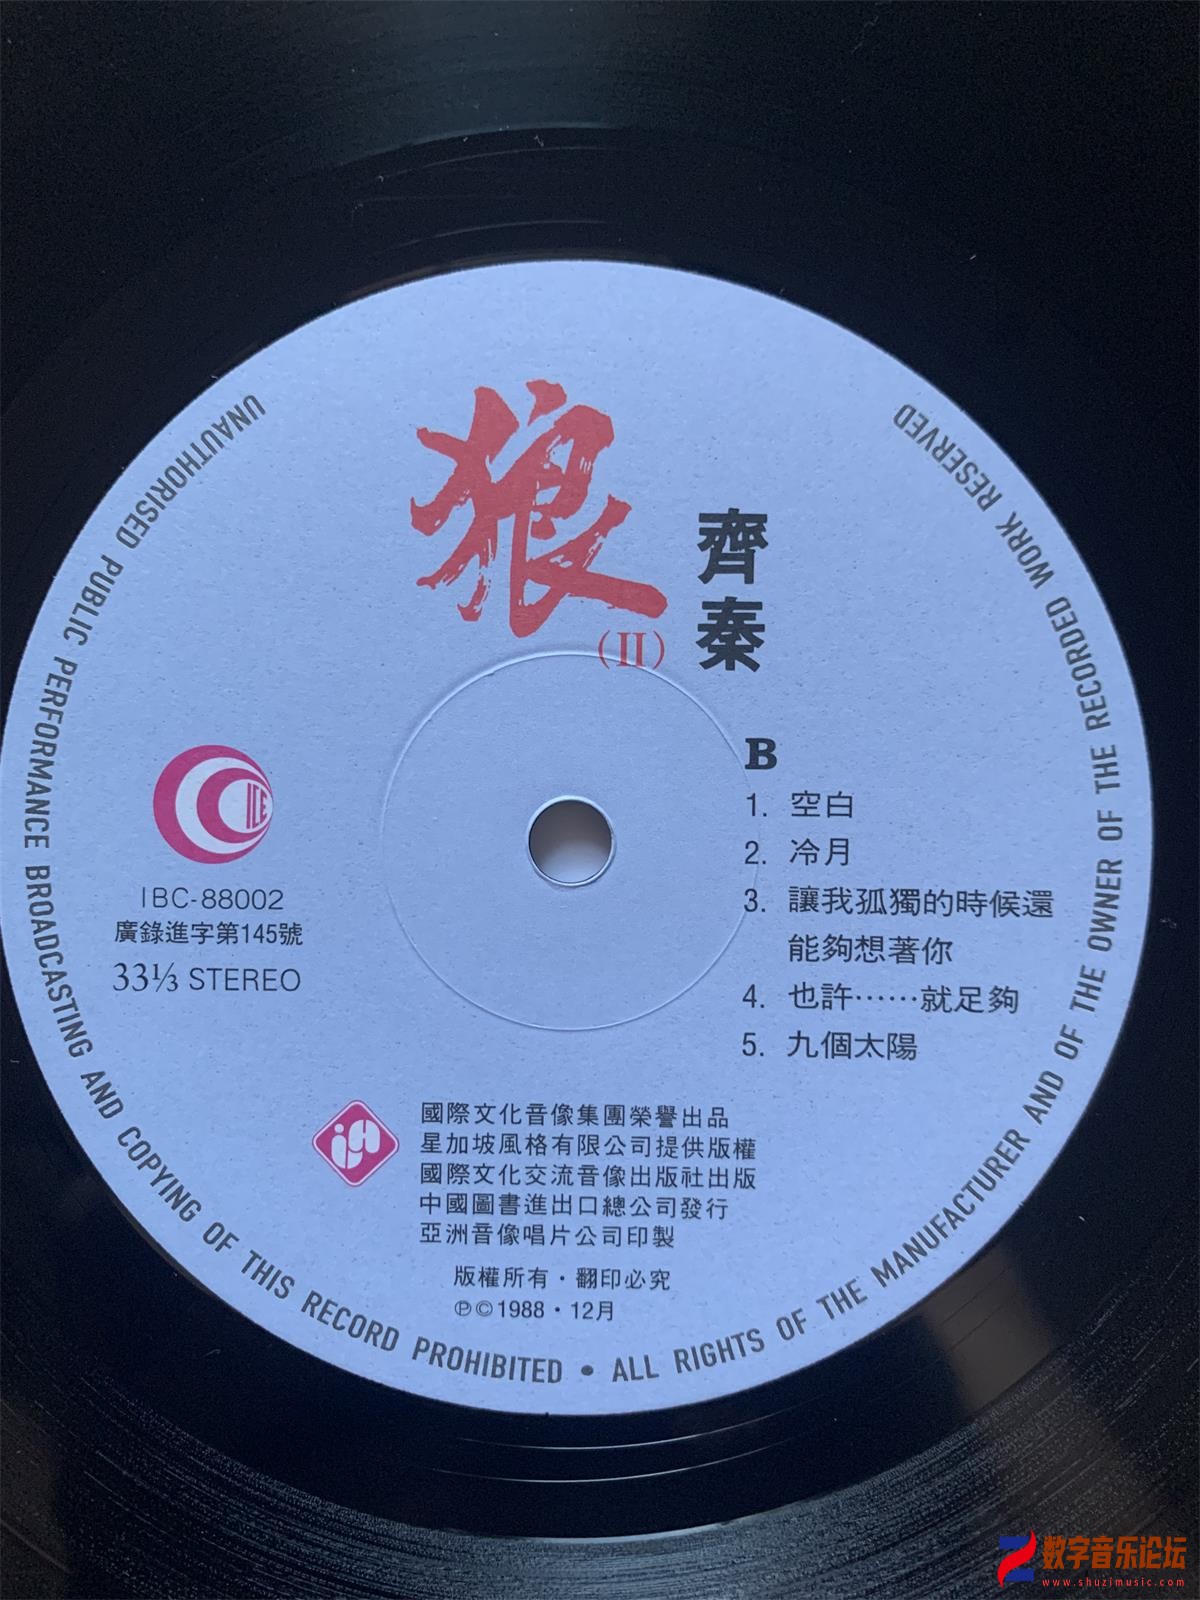 UNAUTHORISED PUBLIC PERFORMANCE BROADCASTING AND COPYING OF THIS RECORD PROHIBITED • ALL RIGHTS OF THE MANUFACTURER AND OF THE OWNER OF THE RECORDED WORK RESERVED
狼
(II)
齊秦
B
1. 空白
2. 冷月
3. 讓我孤獨的時候還
能夠想著你
4. 也許……就足夠
5. 九個太陽
ICE
IBC-88002
廣錄進字第145號
33⅓ STEREO
國際文化音像集團榮譽出品
星加坡風格有限公司提供版權
國際文化交流音像出版社出版
中國圖書進出口總公司發行
亞洲音像唱片公司印製
版權所有·翻印必究
℗©1988·12月
数字音乐论坛
www.shuzimusic.com